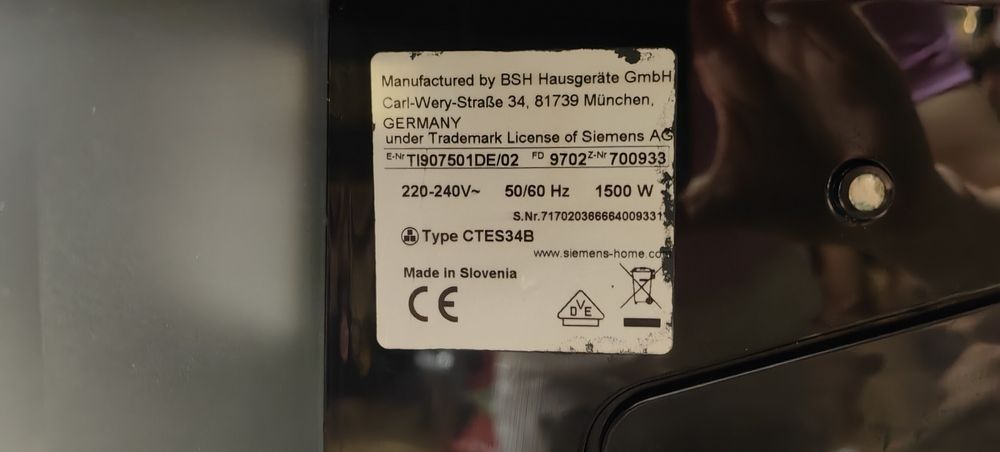 Manufactured by BSH Hausgeräte GmbH
Carl-Wery-Straße 34, 81739 München,
GERMANY
under Trademark License of Siemens AG
E-Nr TI907501DE/02 FD 9702 Z-Nr 700933
220-240V~ 50/60 Hz 1500 W
S.Nr.717020366664009331
Type CTES34B
www.siemens-home.com
Made in Slovenia
CE
DVE